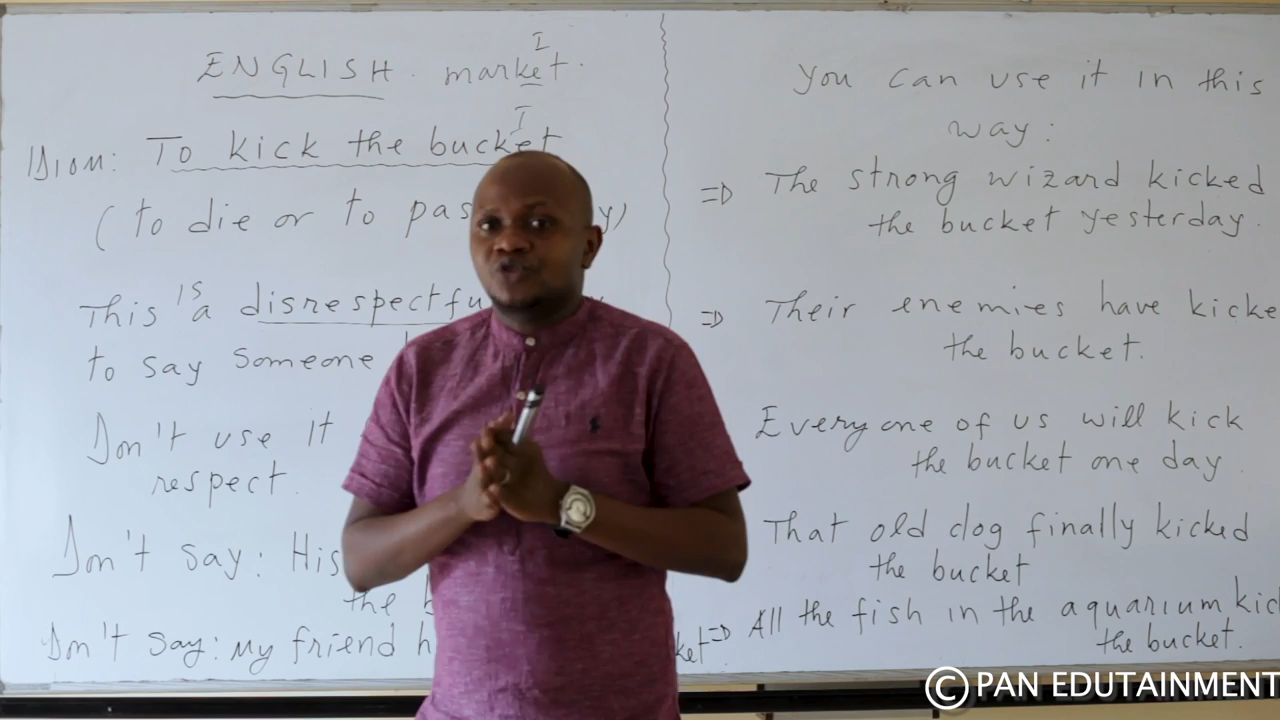 ENGLISH. market.
I
I
Idiom: To kick the bucket
(to die or to pas y)
This is a disrespectfu
to say someone
Don't use it
respect.
Don't say: His
the b
Don't say: My friend h ket.
you can use it in this
way:
⇒ The strong wizard kicked
the bucket yesterday.
⇒ Their enemies have kicke
the bucket.
Everyone of us will kick
the bucket one day.
That old dog finally kicked
the bucket
⇒ All the fish in the aquarium kic
the bucket.
© PAN EDUTAINMENT